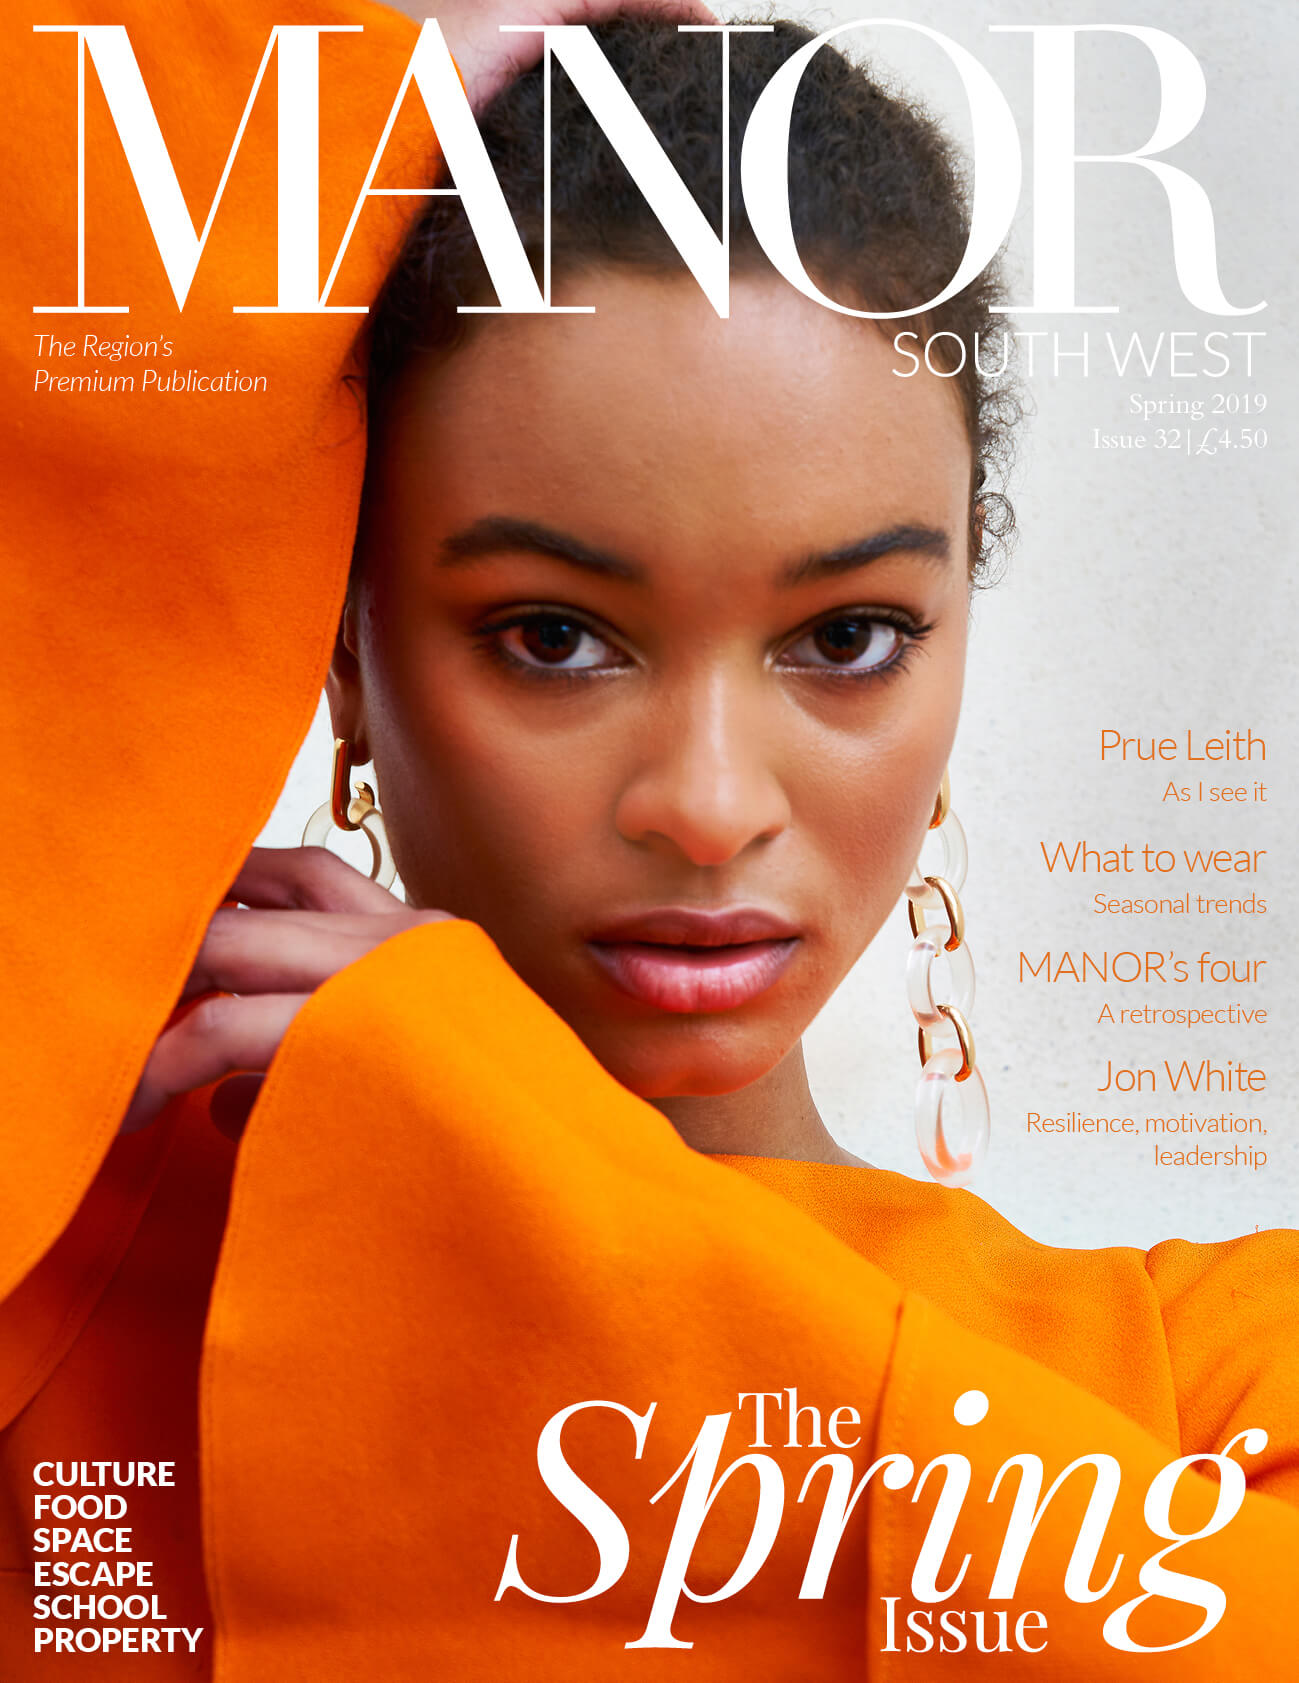 MANOR
The Region's
Premium Publication
SOUTH WEST
Spring 2019
Issue 32|£4.50
Prue Leith
As I see it
What to wear
Seasonal trends
MANOR's four
A retrospective
Jon White
Resilience, motivation,
leadership
The
Spring
Issue
CULTURE
FOOD
SPACE
ESCAPE
SCHOOL
PROPERTY